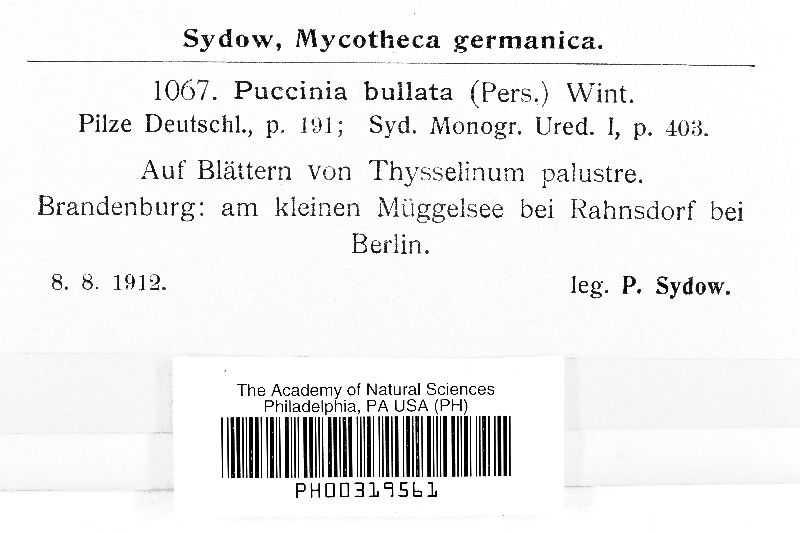 Sydow, Mycotheca germanica.
1067. Puccinia bullata (Pers.) Wint.
Pilze Deutschl., p. 191; Syd. Monogr. Ured. I, p. 403.
Auf Blättern von Thysselinum palustre.
Brandenburg: am kleinen Müggelsee bei Rahnsdorf bei
Berlin.
8. 8. 1912. leg. P. Sydow.
The Academy of Natural Sciences
Philadelphia, PA USA (PH)
PH00319561